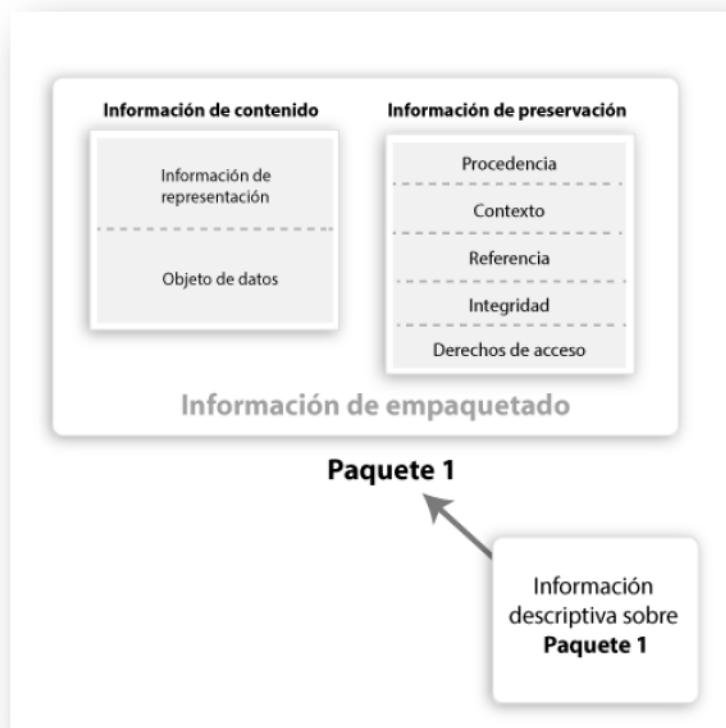 Información de contenido
Información de
representación
Objeto de datos
Información de preservación
Procedencia
Contexto
Referencia
Integridad
Derechos de acceso
Información de empaquetado
Paquete 1
Información
descriptiva sobre
Paquete 1